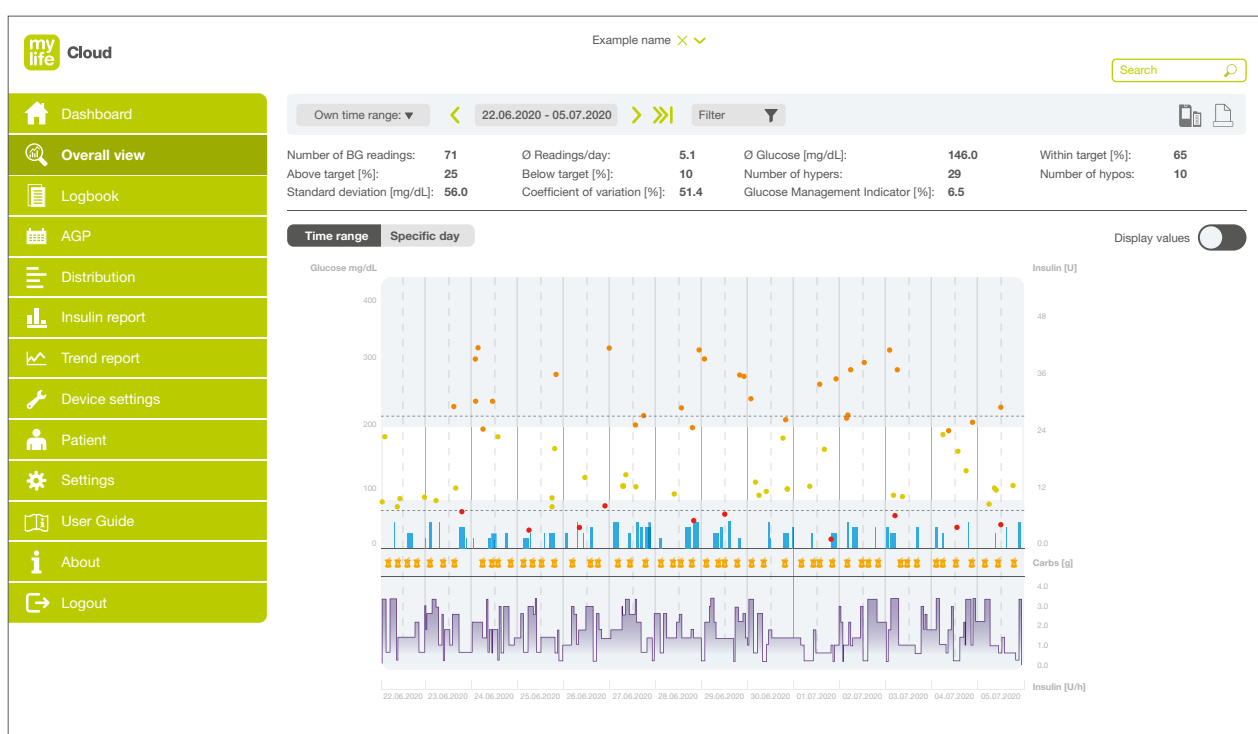 my life Cloud
Example name
Search
Dashboard
Overall view
Logbook
AGP
Distribution
Insulin report
Trend report
Device settings
Patient
Settings
User Guide
About
Logout
Own time range: 22.06.2020 - 05.07.2020 Filter
Number of BG readings: 71 Ø Readings/day: 5.1 Ø Glucose [mg/dL]: 146.0 Within target [%]: 65
Above target [%]: 25 Below target [%]: 10 Number of hypers: 29 Number of hypos: 10
Standard deviation [mg/dL]: 56.0 Coefficient of variation [%]: 51.4 Glucose Management Indicator [%]: 6.5
Time range Specific day Display values
Glucose mg/dL Insulin [U]
400
48
300
36
200
24
100
12
0 0.0
Carbs [g]
4.0
3.0
2.0
1.0
0.0
Insulin [U/h]
22.06.2020 23.06.2020 24.06.2020 25.06.2020 26.06.2020 27.06.2020 28.06.2020 29.06.2020 30.06.2020 01.07.2020 02.07.2020 03.07.2020 04.07.2020 05.07.2020